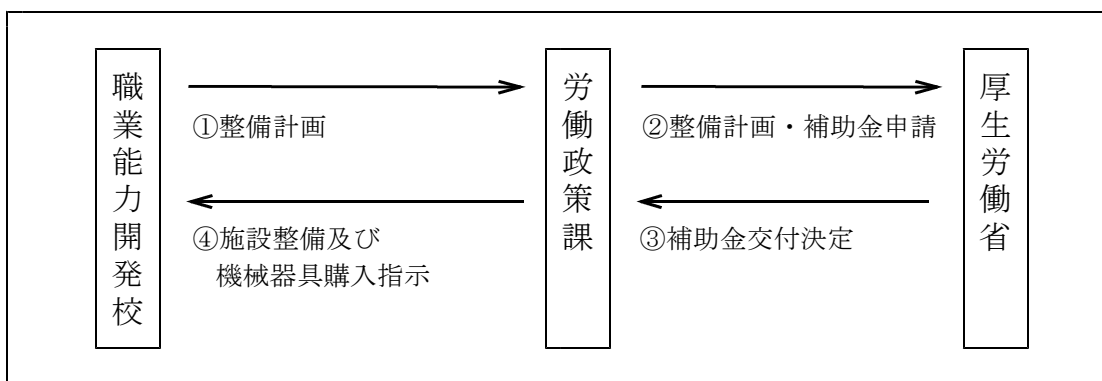 職業能力開発校
①整備計画
④施設整備及び
機械器具購入指示
労働政策課
②整備計画・補助金申請
③補助金交付決定
厚生労働省